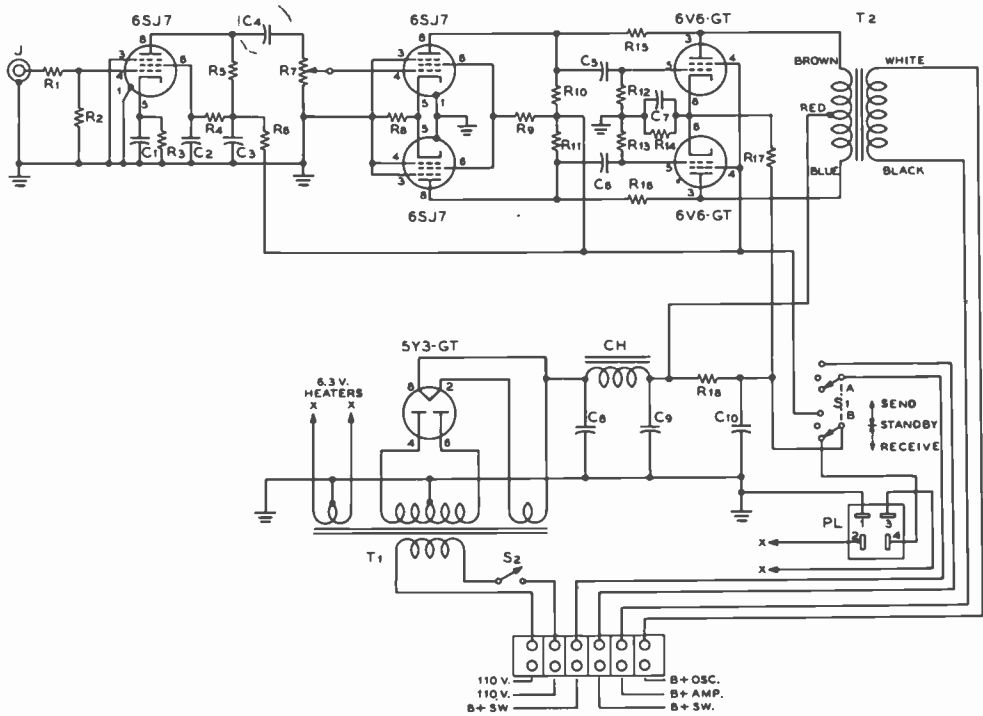 6SJ7
C4
6SJ7
6V6-GT
T2
J
R1
R2
3
4
1
8
6
5
R5
R4
R6
C1
R3
C2
C3
R7
3
4
8
6
5
1
R8
5
4
3
6
8
6SJ7
R9
R10
R11
R15
C5
R12
C7
R14
R13
C6
R16
3
5
4
8
8
5
4
3
6V6-GT
R17
BROWN
RED
BLUE
WHITE
BLACK
5Y3-GT
8
2
4
6
6.3 V.
HEATERS
X
X
CH
C8
C9
R18
C10
A
S1
B
SEND
STANDBY
RECEIVE
PL
1
3
2
4
X
X
T1
S2
110 V.
110 V.
B+ SW
B+ OSC.
B+ AMP.
B+ SW.